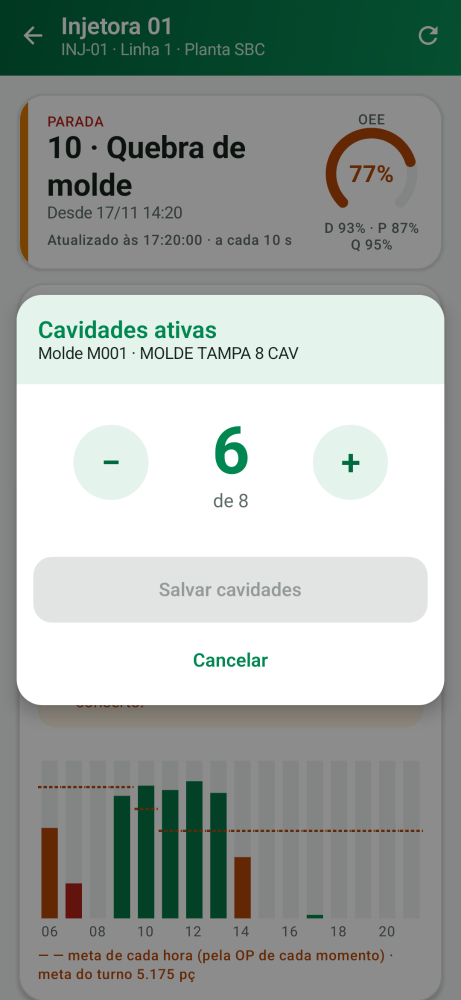 Injetora 01
INJ-01 · Linha 1 · Planta SBC
PARADA
10 · Quebra de
molde
Desde 17/11 14:20
Atualizado às 17:20:00 · a cada 10 s
OEE
77%
D 93% · P 87%
Q 95%
Cavidades ativas
Molde M001 · MOLDE TAMPA 8 CAV
−
6
+
de 8
Salvar cavidades
Cancelar
06 08 10 12 14 16 18 20
— — meta de cada hora (pela OP de cada momento) ·
meta do turno 5.175 pç